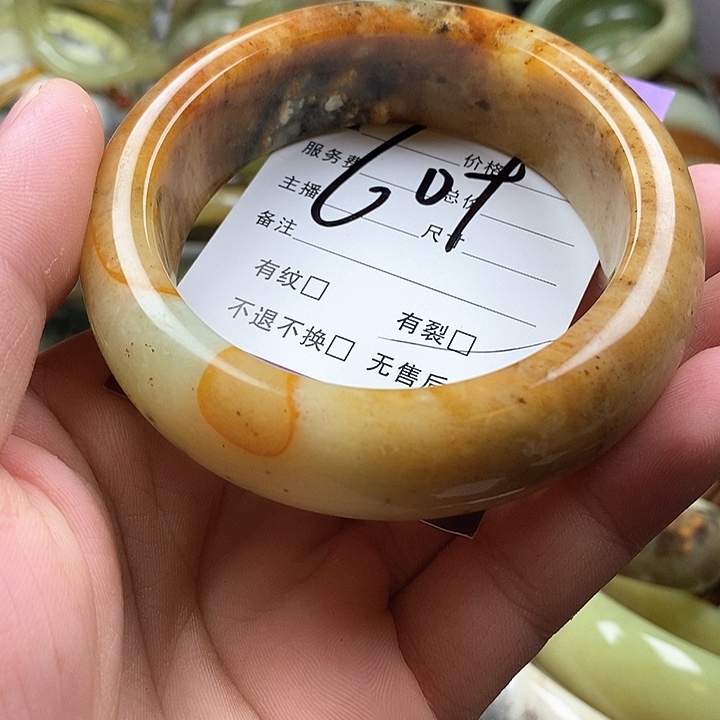 服务费 价格
主播 总价
备注 尺寸
有纹□ 有裂□
不退不换□ 无售后